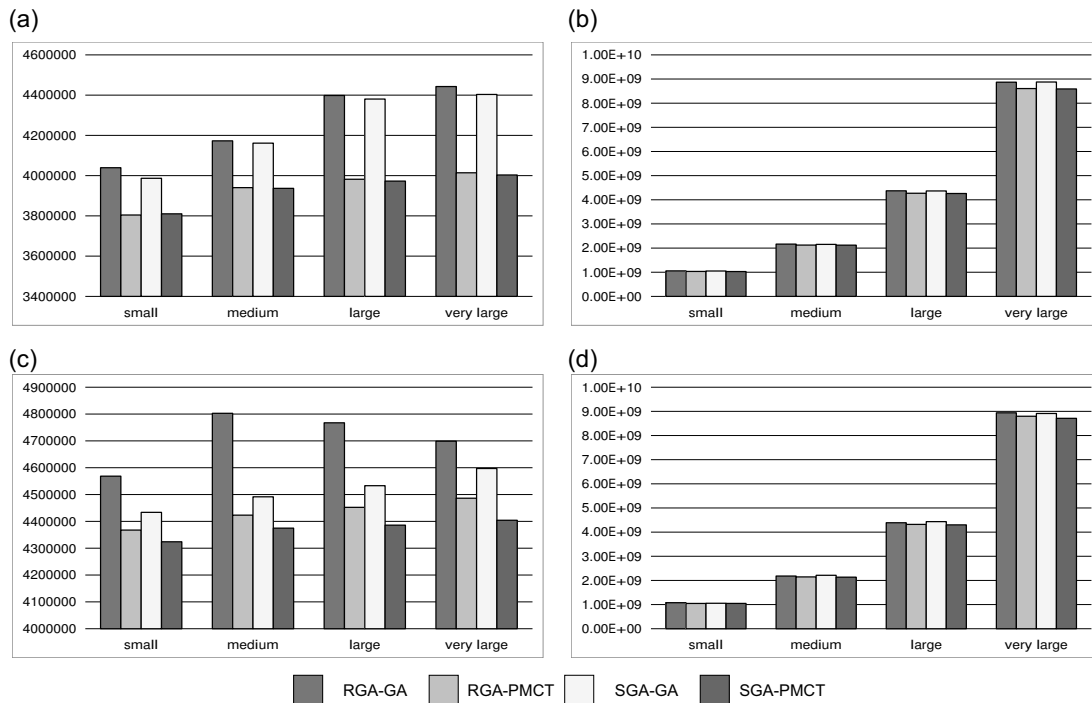 (a)
4600000
4400000
4200000
4000000
3800000
3600000
3400000
small medium large very large
(b)
1.00E+10
9.00E+09
8.00E+09
7.00E+09
6.00E+09
5.00E+09
4.00E+09
3.00E+09
2.00E+09
1.00E+09
0.00E+00
small medium large very large
(c)
4900000
4800000
4700000
4600000
4500000
4400000
4300000
4200000
4100000
4000000
small medium large very large
(d)
1.00E+10
9.00E+09
8.00E+09
7.00E+09
6.00E+09
5.00E+09
4.00E+09
3.00E+09
2.00E+09
1.00E+09
0.00E+00
small medium large very large
RGA-GA RGA-PMCT SGA-GA SGA-PMCT